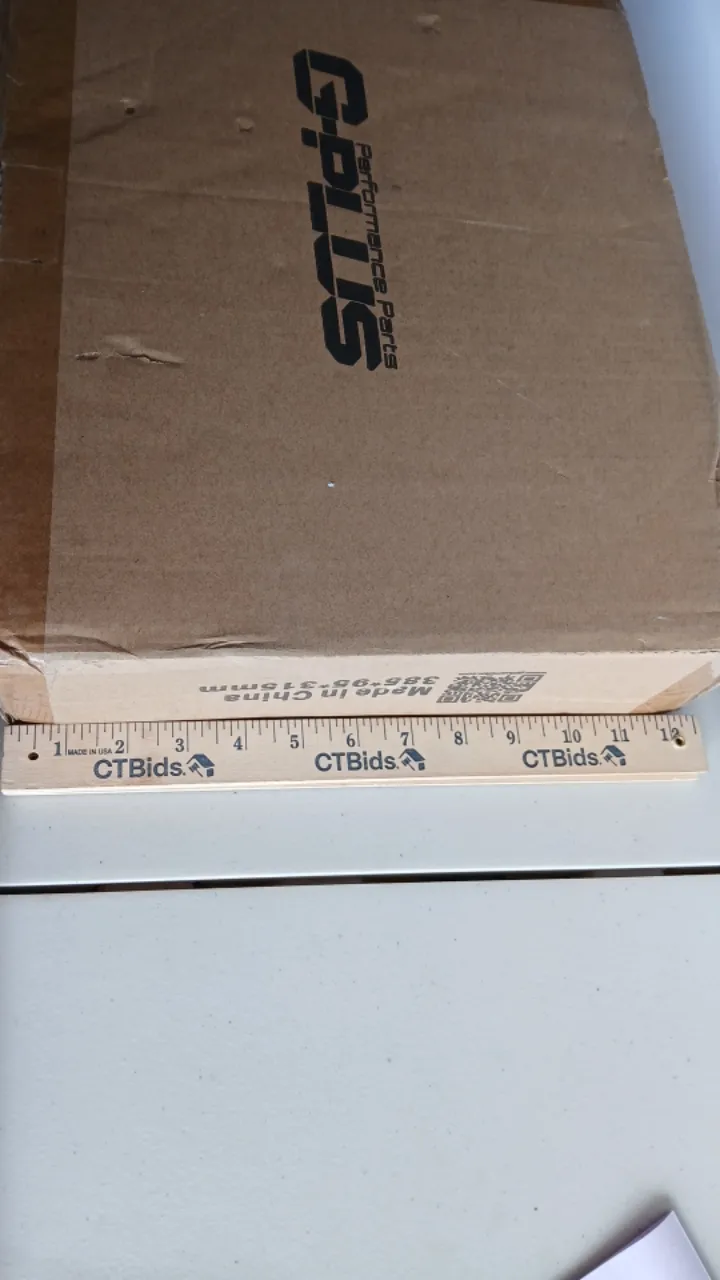 G-PLUS
Performance Parts
Made in China
385*95*315mm
1 2 3 4 5 6 7 8 9 10 11 12
MADE IN USA
CTBids. CTBids. CTBids.